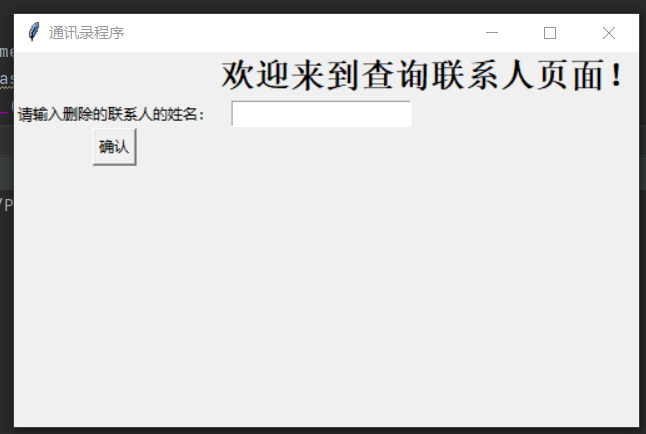 通讯录程序
欢迎来到查询联系人页面！
请输入删除的联系人的姓名：
确认